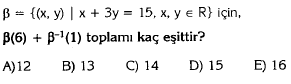 β = {(x, y) | x + 3y = 15, x, y ∈ R} için,
β(6) + β⁻¹(1) toplamı kaç eşittir?
A)12 B) 13 C) 14 D) 15 E) 16